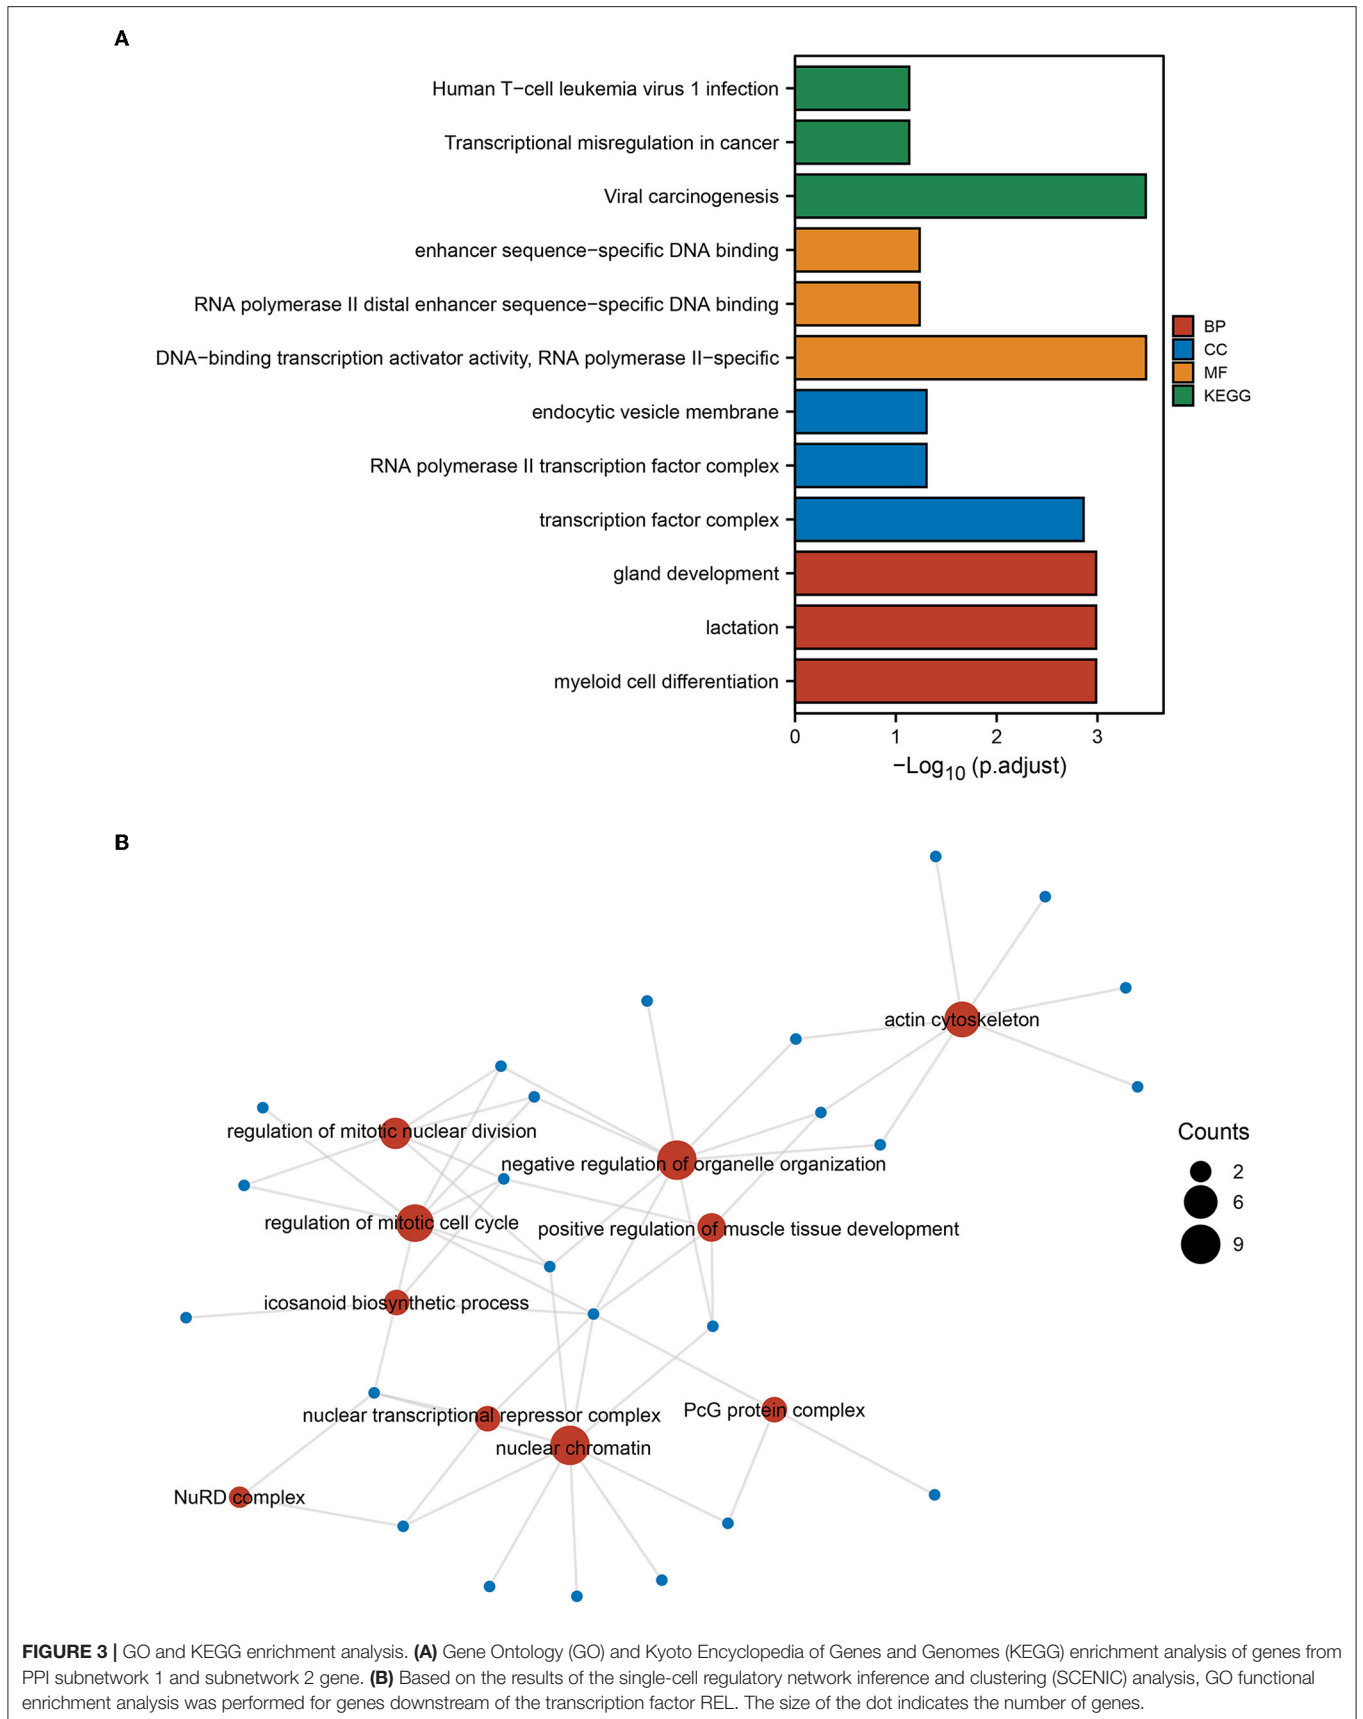 A
Human T−cell leukemia virus 1 infection
Transcriptional misregulation in cancer
Viral carcinogenesis
enhancer sequence−specific DNA binding
RNA polymerase II distal enhancer sequence−specific DNA binding
DNA−binding transcription activator activity, RNA polymerase II−specific
endocytic vesicle membrane
RNA polymerase II transcription factor complex
transcription factor complex
gland development
lactation
myeloid cell differentiation
0 1 2 3
−Log10 (p.adjust)
BP
CC
MF
KEGG
B
actin cytoskeleton
regulation of mitotic nuclear division
negative regulation of organelle organization
regulation of mitotic cell cycle
positive regulation of muscle tissue development
icosanoid biosynthetic process
nuclear transcriptional repressor complex
PcG protein complex
nuclear chromatin
NuRD complex
Counts
2
6
9
FIGURE 3 | GO and KEGG enrichment analysis. (A) Gene Ontology (GO) and Kyoto Encyclopedia of Genes and Genomes (KEGG) enrichment analysis of genes from
PPI subnetwork 1 and subnetwork 2 gene. (B) Based on the results of the single-cell regulatory network inference and clustering (SCENIC) analysis, GO functional
enrichment analysis was performed for genes downstream of the transcription factor REL. The size of the dot indicates the number of genes.